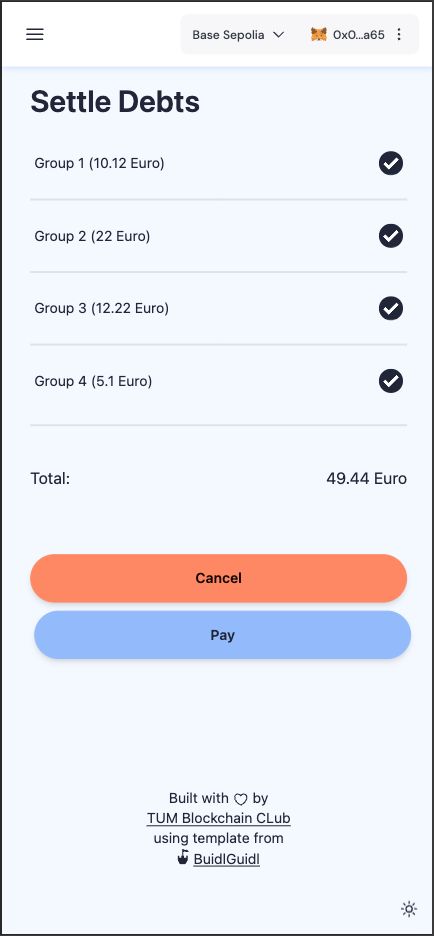 Base Sepolia 0x0...a65
Settle Debts
Group 1 (10.12 Euro)
Group 2 (22 Euro)
Group 3 (12.22 Euro)
Group 4 (5.1 Euro)
Total: 49.44 Euro
Cancel
Pay
Built with ♡ by
TUM Blockchain CLub
using template from
BuidlGuidl